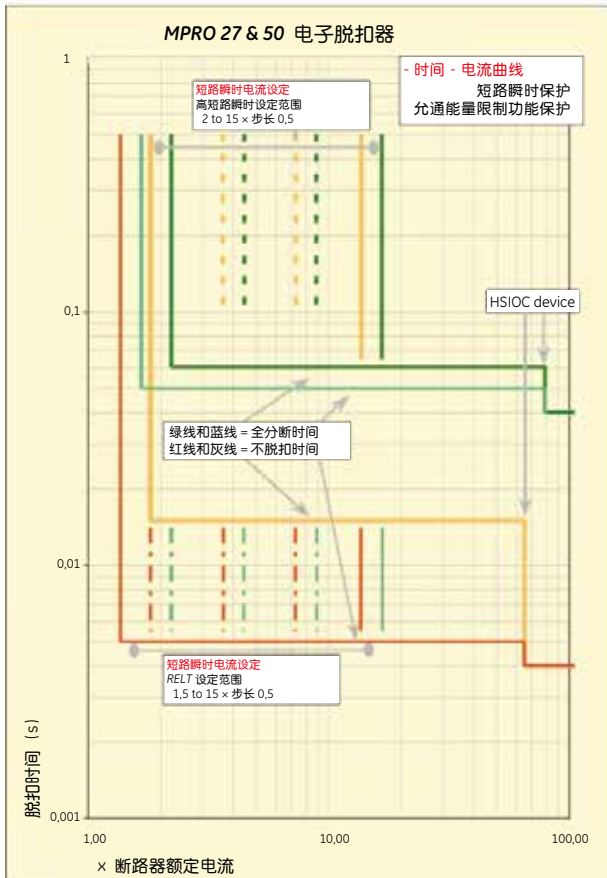 MPRO 27 & 50 电子脱扣器
- 时间 - 电流曲线
短路瞬时保护
允通能量限制功能保护
短路瞬时电流设定
高短路瞬时设定范围
2 to 15 × 步长 0,5
1
0,1
HSIOC device
绿线和蓝线 = 全分断时间
红线和灰线 = 不脱扣时间
0,01
短路瞬时电流设定
RELT 设定范围
1,5 to 15 × 步长 0,5
脱扣时间 (s)
0,001
1,00
10,00
100,00
× 断路器额定电流